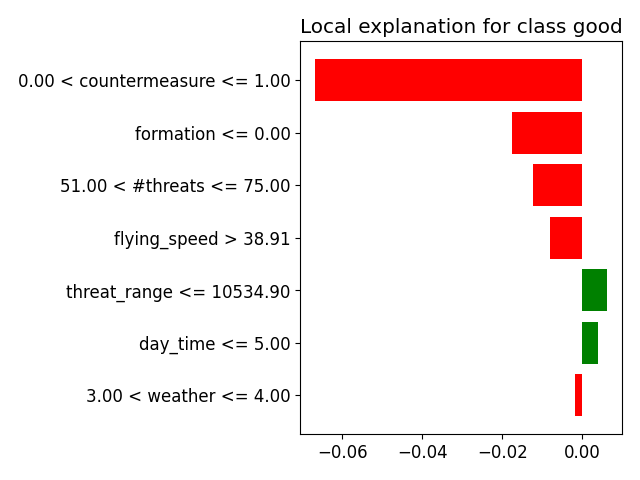 Local explanation for class good
0.00 < countermeasure <= 1.00
formation <= 0.00
51.00 < #threats <= 75.00
flying_speed > 38.91
threat_range <= 10534.90
day_time <= 5.00
3.00 < weather <= 4.00
−0.06 −0.04 −0.02 0.00